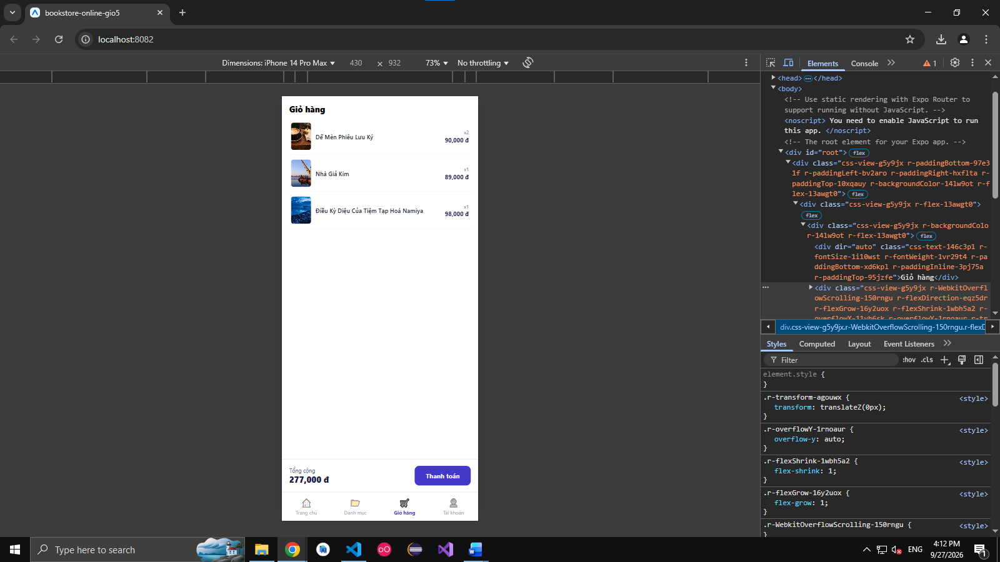 bookstore-online-gio5
localhost:8082
Dimensions: iPhone 14 Pro Max
430
×
932
73%
No throttling
Elements
Console
1
<head>
</head>
<body>
<!-- Use static rendering with Expo Router to
support running without JavaScript. -->
<noscript> You need to enable JavaScript to run
this app. </noscript>
<!-- The root element for your Expo app. -->
<div id="root">
flex
<div class="css-view-g5y9jx r-paddingBottom-97e3
1f r-paddingLeft-bv2aro r-paddingRight-hxflta r-
paddingTop-10xqauy r-backgroundColor-14lw9ot r-f
lex-13awgt0">
flex
<div class="css-view-g5y9jx r-flex-13awgt0">
flex
<div class="css-view-g5y9jx r-backgroundColo
r-14lw9ot r-flex-13awgt0">
flex
<div dir="auto" class="css-text-146c3p1 r-
fontSize-1i10wst r-fontWeight-1vr29t4 r-pa
ddingBottom-xd6kpl r-paddingInline-3pj75a
r-paddingTop-95jzfe">Giỏ hàng</div>
<div class="css-view-g5y9jx r-WebkitOverfl
owScrolling-150rngu r-flexDirection-eqz5dr
r-flexGrow-16y2uox r-flexShrink-1wbh5a2 r-
div.css-view-g5y9jx.r-WebkitOverflowScrolling-150rngu.r-flexD
Styles
Computed
Layout
Event Listeners
Filter
:hov
.cls
element.style {
}
.r-transform-agouwx {
<style>
transform: translateZ(0px);
}
.r-overflowY-1rnoaur {
<style>
overflow-y: auto;
}
.r-flexShrink-1wbh5a2 {
<style>
flex-shrink: 1;
}
.r-flexGrow-16y2uox {
<style>
flex-grow: 1;
}
.r-WebkitOverflowScrolling-150rngu {
<style>
}
Giỏ hàng
Dế Mèn Phiêu Lưu Ký
x2
90,000 đ
Nhà Giả Kim
x1
89,000 đ
Điều Kỳ Diệu Của Tiệm Tạp Hoá Namiya
x1
98,000 đ
Tổng cộng
277,000 đ
Thanh toán
Trang chủ
Danh mục
Giỏ hàng
Tài khoản
Type here to search
ENG
4:12 PM
9/27/2026
1